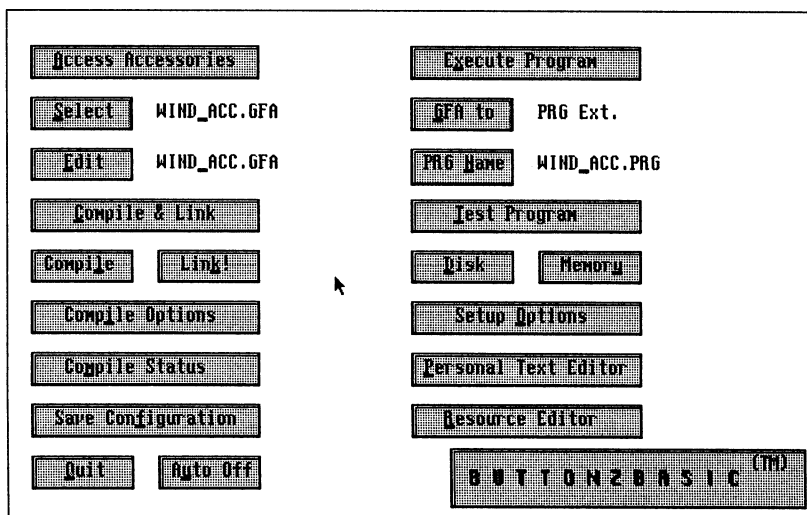 Access Accessories
Execute Program
Select WIND_ACC.GFA
GFA to PRG Ext.
Edit WIND_ACC.GFA
PRG Name WIND_ACC.PRG
Compile & Link
Test Program
Compile Link!
Disk Memory
Compile Options
Setup Options
Compile Status
Personal Text Editor
Save Configuration
Resource Editor
Quit Auto Off
BUTTONZBASIC (TM)